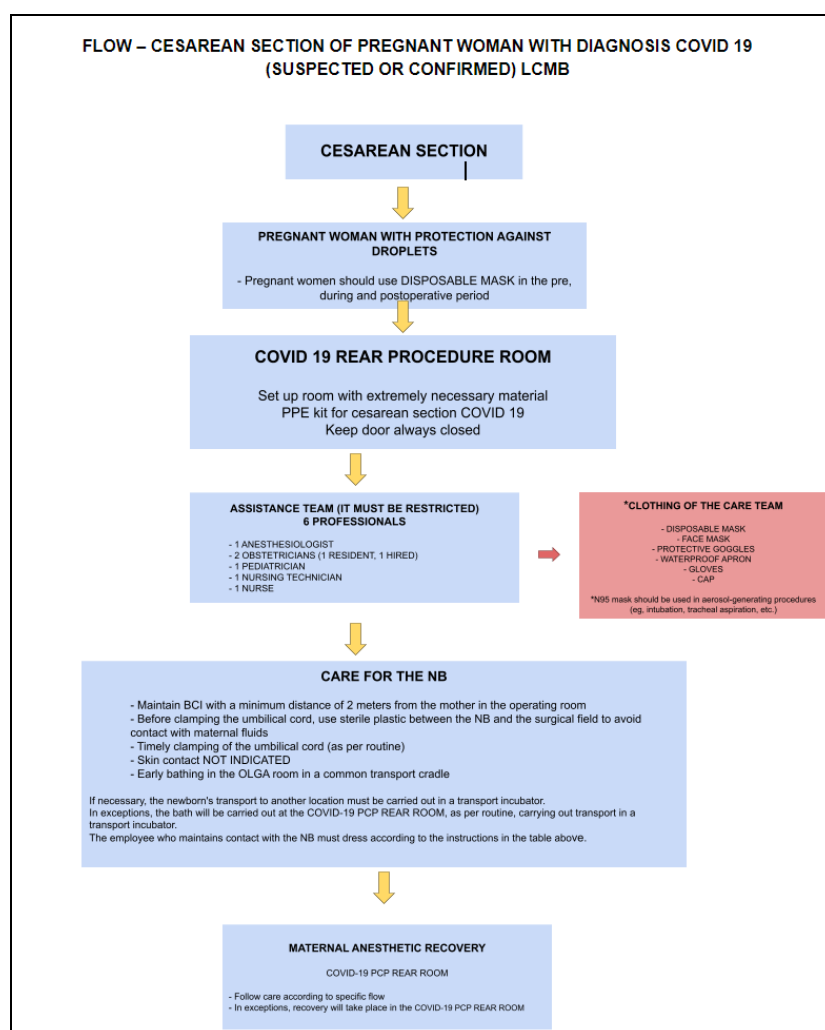 FLOW – CESAREAN SECTION OF PREGNANT WOMAN WITH DIAGNOSIS COVID 19
(SUSPECTED OR CONFIRMED) LCMB
CESAREAN SECTION
PREGNANT WOMAN WITH PROTECTION AGAINST
DROPLETS
- Pregnant women should use DISPOSABLE MASK in the pre,
during and postoperative period
COVID 19 REAR PROCEDURE ROOM
Set up room with extremely necessary material
PPE kit for cesarean section COVID 19
Keep door always closed
ASSISTANCE TEAM (IT MUST BE RESTRICTED)
6 PROFESSIONALS
- 1 ANESTHESIOLOGIST
- 2 OBSTETRICIANS (1 RESIDENT, 1 HIRED)
- 1 PEDIATRICIAN
- 1 NURSING TECHNICIAN
- 1 NURSE
*CLOTHING OF THE CARE TEAM
- DISPOSABLE MASK
- FACE MASK
- PROTECTIVE GOGGLES
- WATERPROOF APRON
- GLOVES
- CAP
*N95 mask should be used in aerosol-generating procedures
(eg, intubation, tracheal aspiration, etc.)
CARE FOR THE NB
- Maintain BCI with a minimum distance of 2 meters from the mother in the operating room
- Before clamping the umbilical cord, use sterile plastic between the NB and the surgical field to avoid
contact with maternal fluids
- Timely clamping of the umbilical cord (as per routine)
- Skin contact NOT INDICATED
- Early bathing in the OLGA room in a common transport cradle
If necessary, the newborn's transport to another location must be carried out in a transport incubator.
In exceptions, the bath will be carried out at the COVID-19 PCP REAR ROOM, as per routine, carrying out transport in a
transport incubator.
The employee who maintains contact with the NB must dress according to the instructions in the table above.
MATERNAL ANESTHETIC RECOVERY
COVID-19 PCP REAR ROOM
- Follow care according to specific flow
- In exceptions, recovery will take place in the COVID-19 PCP REAR ROOM